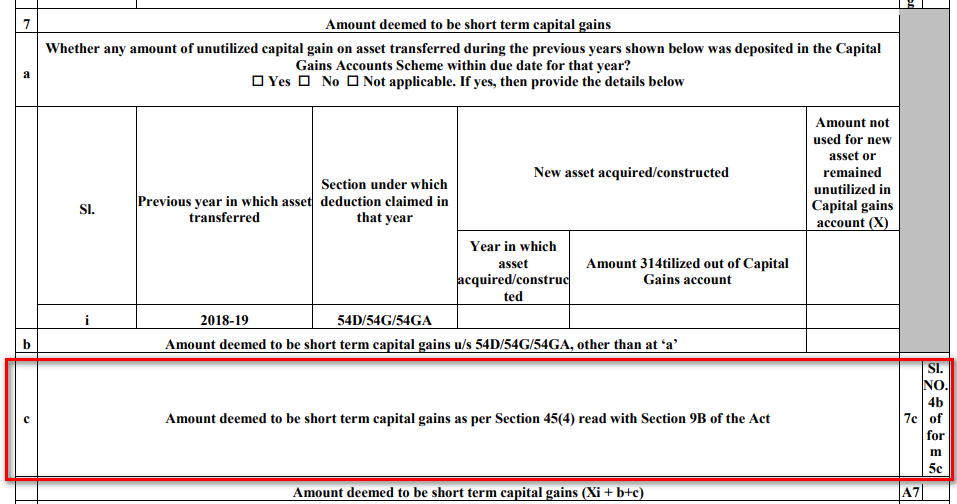 g
7 Amount deemed to be short term capital gains
a
Whether any amount of unutilized capital gain on asset transferred during the previous years shown below was deposited in the Capital
Gains Accounts Scheme within due date for that year?
☐ Yes ☐ No ☐ Not applicable. If yes, then provide the details below
Sl.
Previous year in which asset
transferred
Section under which
deduction claimed in
that year
New asset acquired/constructed
Amount not
used for new
asset or
remained
unutilized in
Capital gains
account (X)
Year in which
asset
acquired/construc
ted
Amount 314tilized out of Capital
Gains account
i 2018-19 54D/54G/54GA
b Amount deemed to be short term capital gains u/s 54D/54G/54GA, other than at ‘a’
c Amount deemed to be short term capital gains as per Section 45(4) read with Section 9B of the Act 7c
Sl.
NO.
4b
of
for
m
5c
Amount deemed to be short term capital gains (Xi + b+c) A7